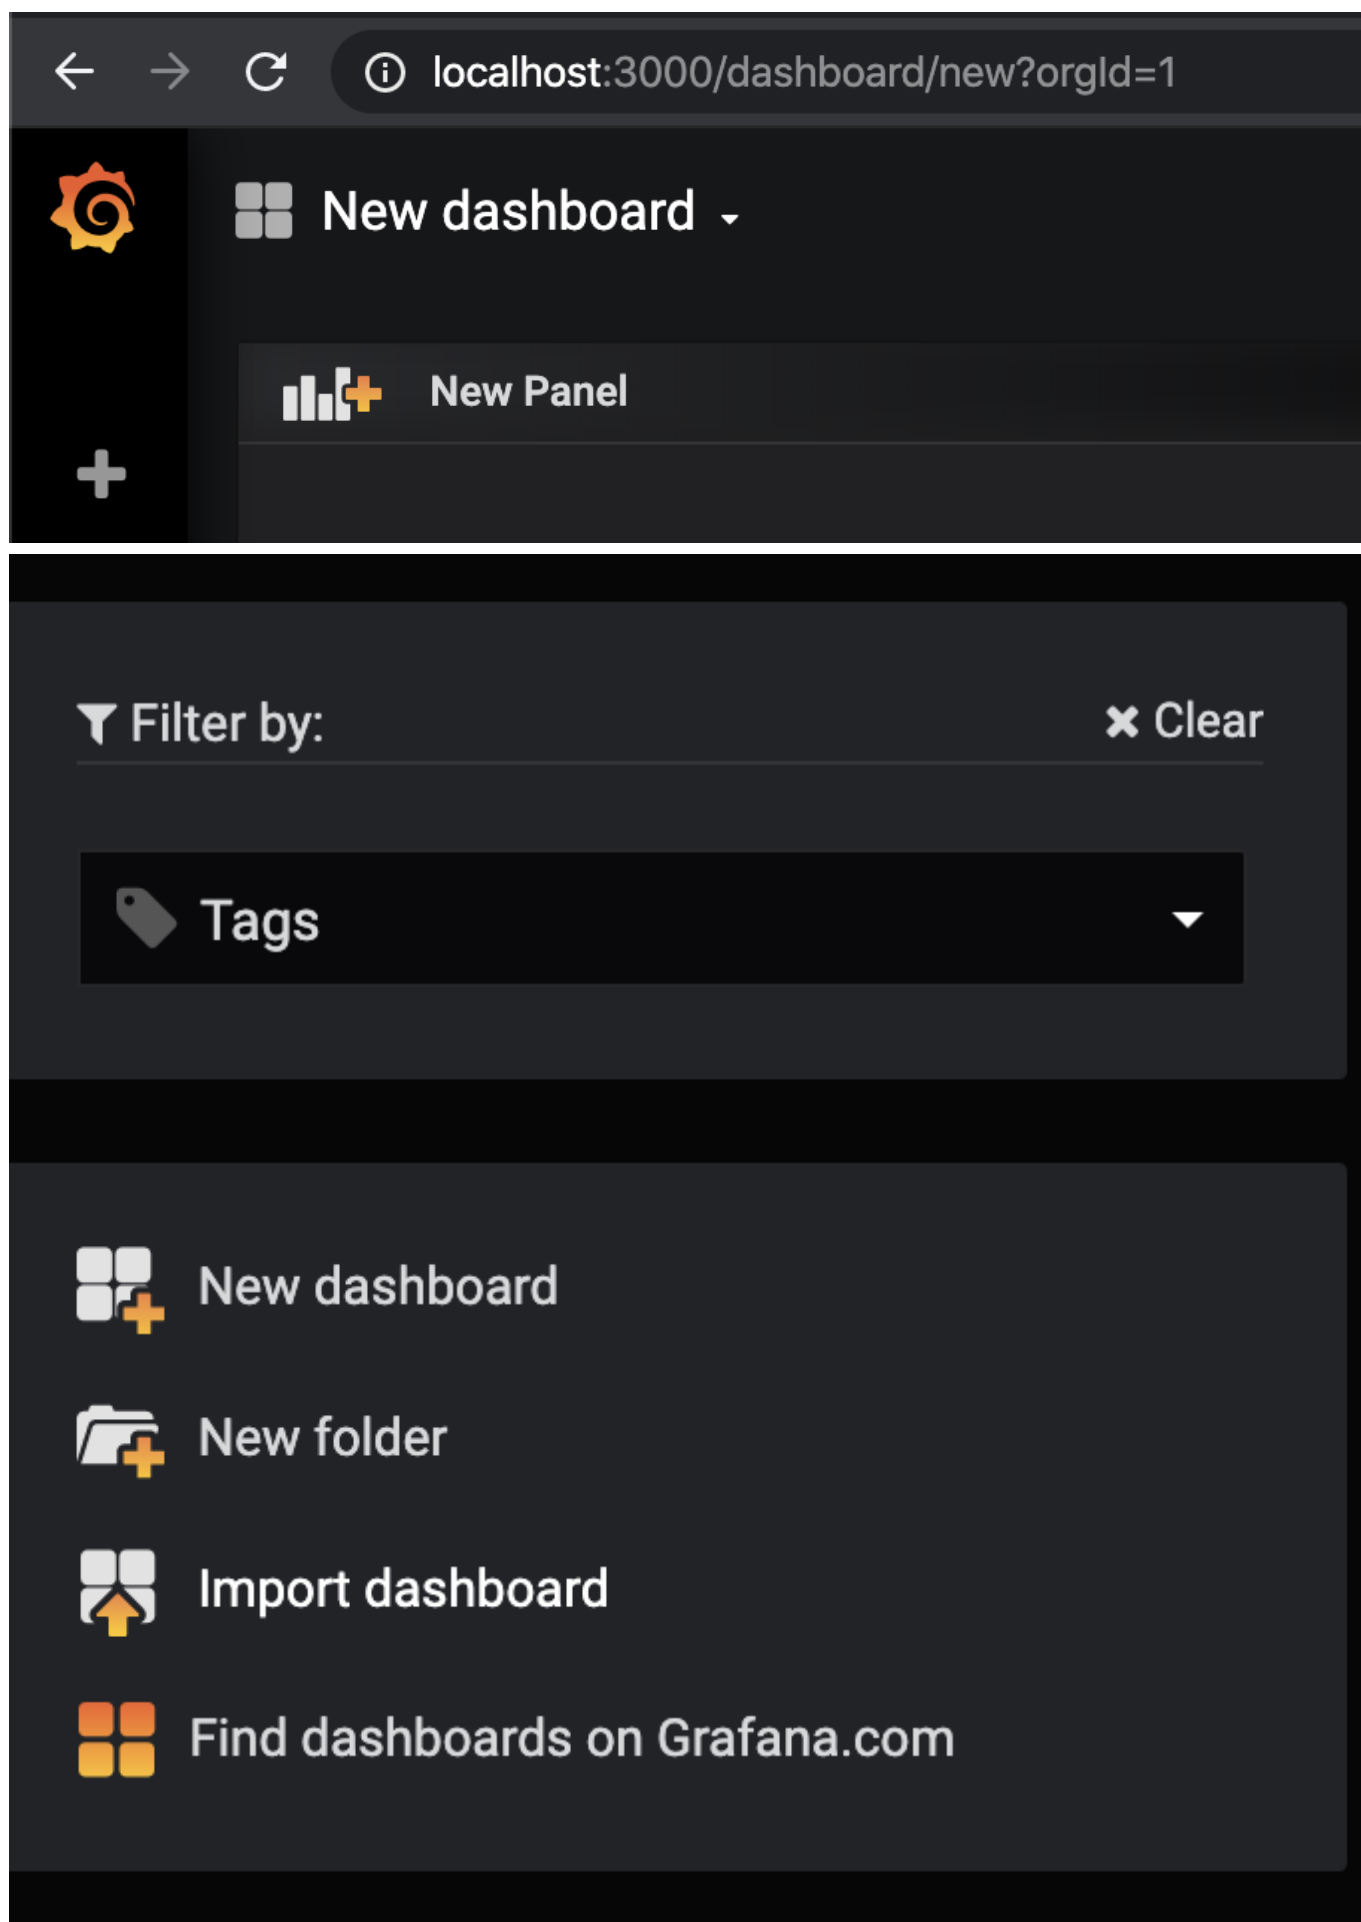 localhost:3000/dashboard/new?orgId=1
New dashboard
New Panel
Filter by:
Clear
Tags
New dashboard
New folder
Import dashboard
Find dashboards on Grafana.com